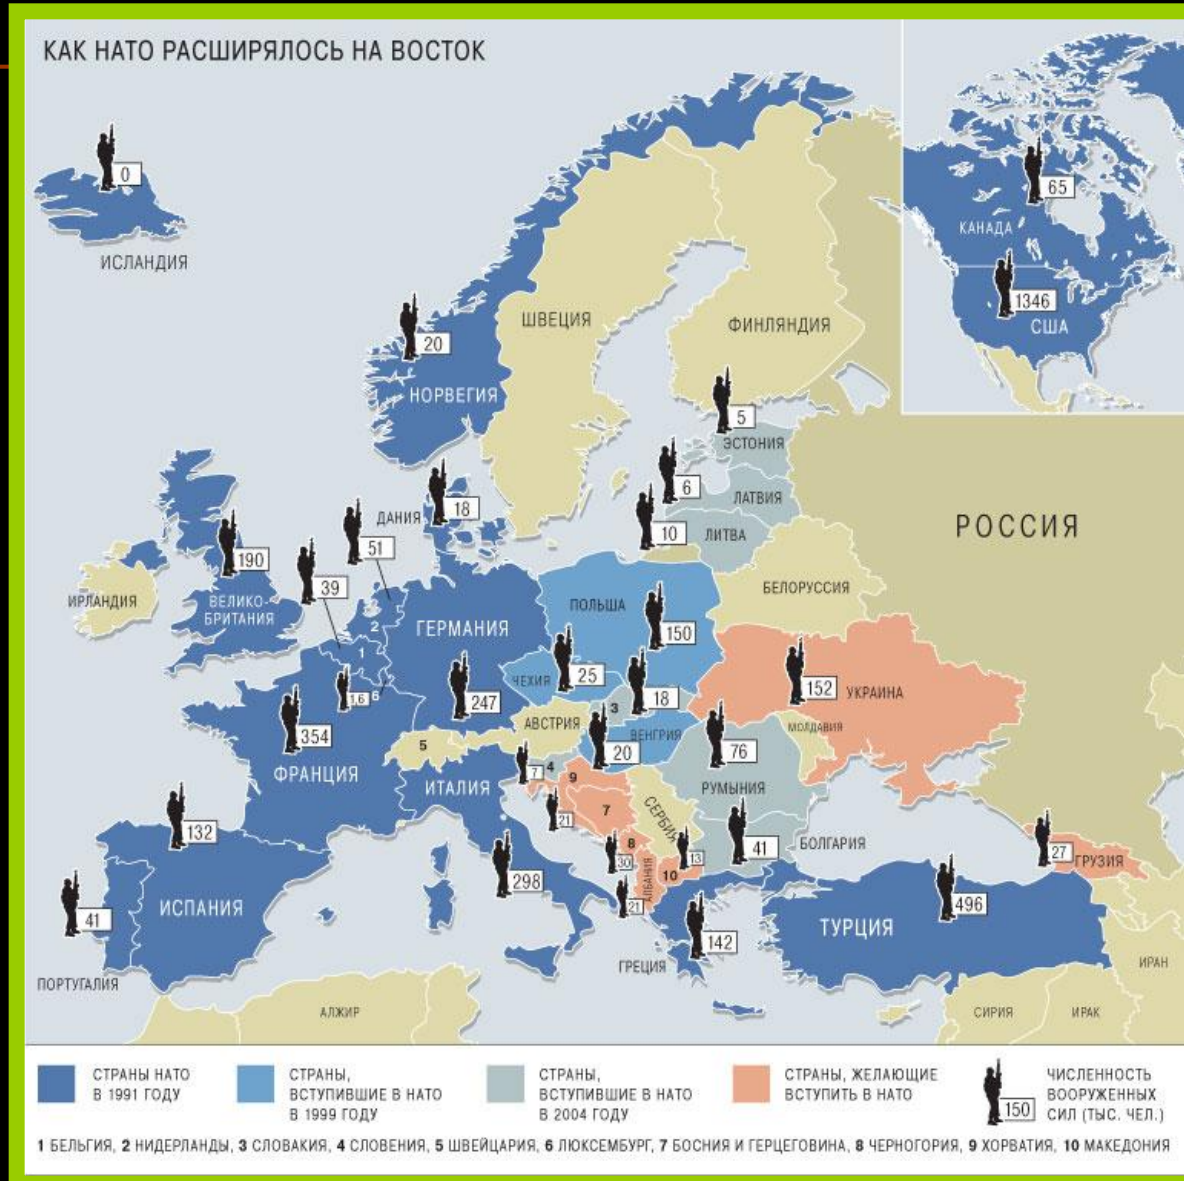 КАК НАТО РАСШИРЯЛОСЬ НА ВОСТОК
0
ИСЛАНДИЯ
65
КАНАДА
1346
США
ШВЕЦИЯ
ФИНЛЯНДИЯ
20
НОРВЕГИЯ
5
ЭСТОНИЯ
6
ЛАТВИЯ
10
ЛИТВА
РОССИЯ
ДАНИЯ
18
51
190
39
ИРЛАНДИЯ
ВЕЛИКО-
БРИТАНИЯ
2
1
6
1,6
ГЕРМАНИЯ
247
ПОЛЬША
150
БЕЛОРУССИЯ
ЧЕХИЯ
25
18
3
152
УКРАИНА
МОЛДАВИЯ
354
ФРАНЦИЯ
5
АВСТРИЯ
ВЕНГРИЯ
20
76
РУМЫНИЯ
ИТАЛИЯ
7
4
9
21
7
СЕРБИЯ
8
30
13
10
АЛБАНИЯ
21
41
БОЛГАРИЯ
132
41
ИСПАНИЯ
ПОРТУГАЛИЯ
298
142
ГРЕЦИЯ
496
ТУРЦИЯ
27
ГРУЗИЯ
АЛЖИР
СИРИЯ
ИРАК
ИРАН
СТРАНЫ НАТО
В 1991 ГОДУ
СТРАНЫ,
ВСТУПИВШИЕ В НАТО
В 1999 ГОДУ
СТРАНЫ,
ВСТУПИВШИЕ В НАТО
В 2004 ГОДУ
СТРАНЫ, ЖЕЛАЮЩИЕ
ВСТУПИТЬ В НАТО
150
ЧИСЛЕННОСТЬ
ВООРУЖЕННЫХ
СИЛ (ТЫС. ЧЕЛ.)
1 БЕЛЬГИЯ, 2 НИДЕРЛАНДЫ, 3 СЛОВАКИЯ, 4 СЛОВЕНИЯ, 5 ШВЕЙЦАРИЯ, 6 ЛЮКСЕМБУРГ, 7 БОСНИЯ И ГЕРЦЕГОВИНА, 8 ЧЕРНОГОРИЯ, 9 ХОРВАТИЯ, 10 МАКЕДОНИЯ